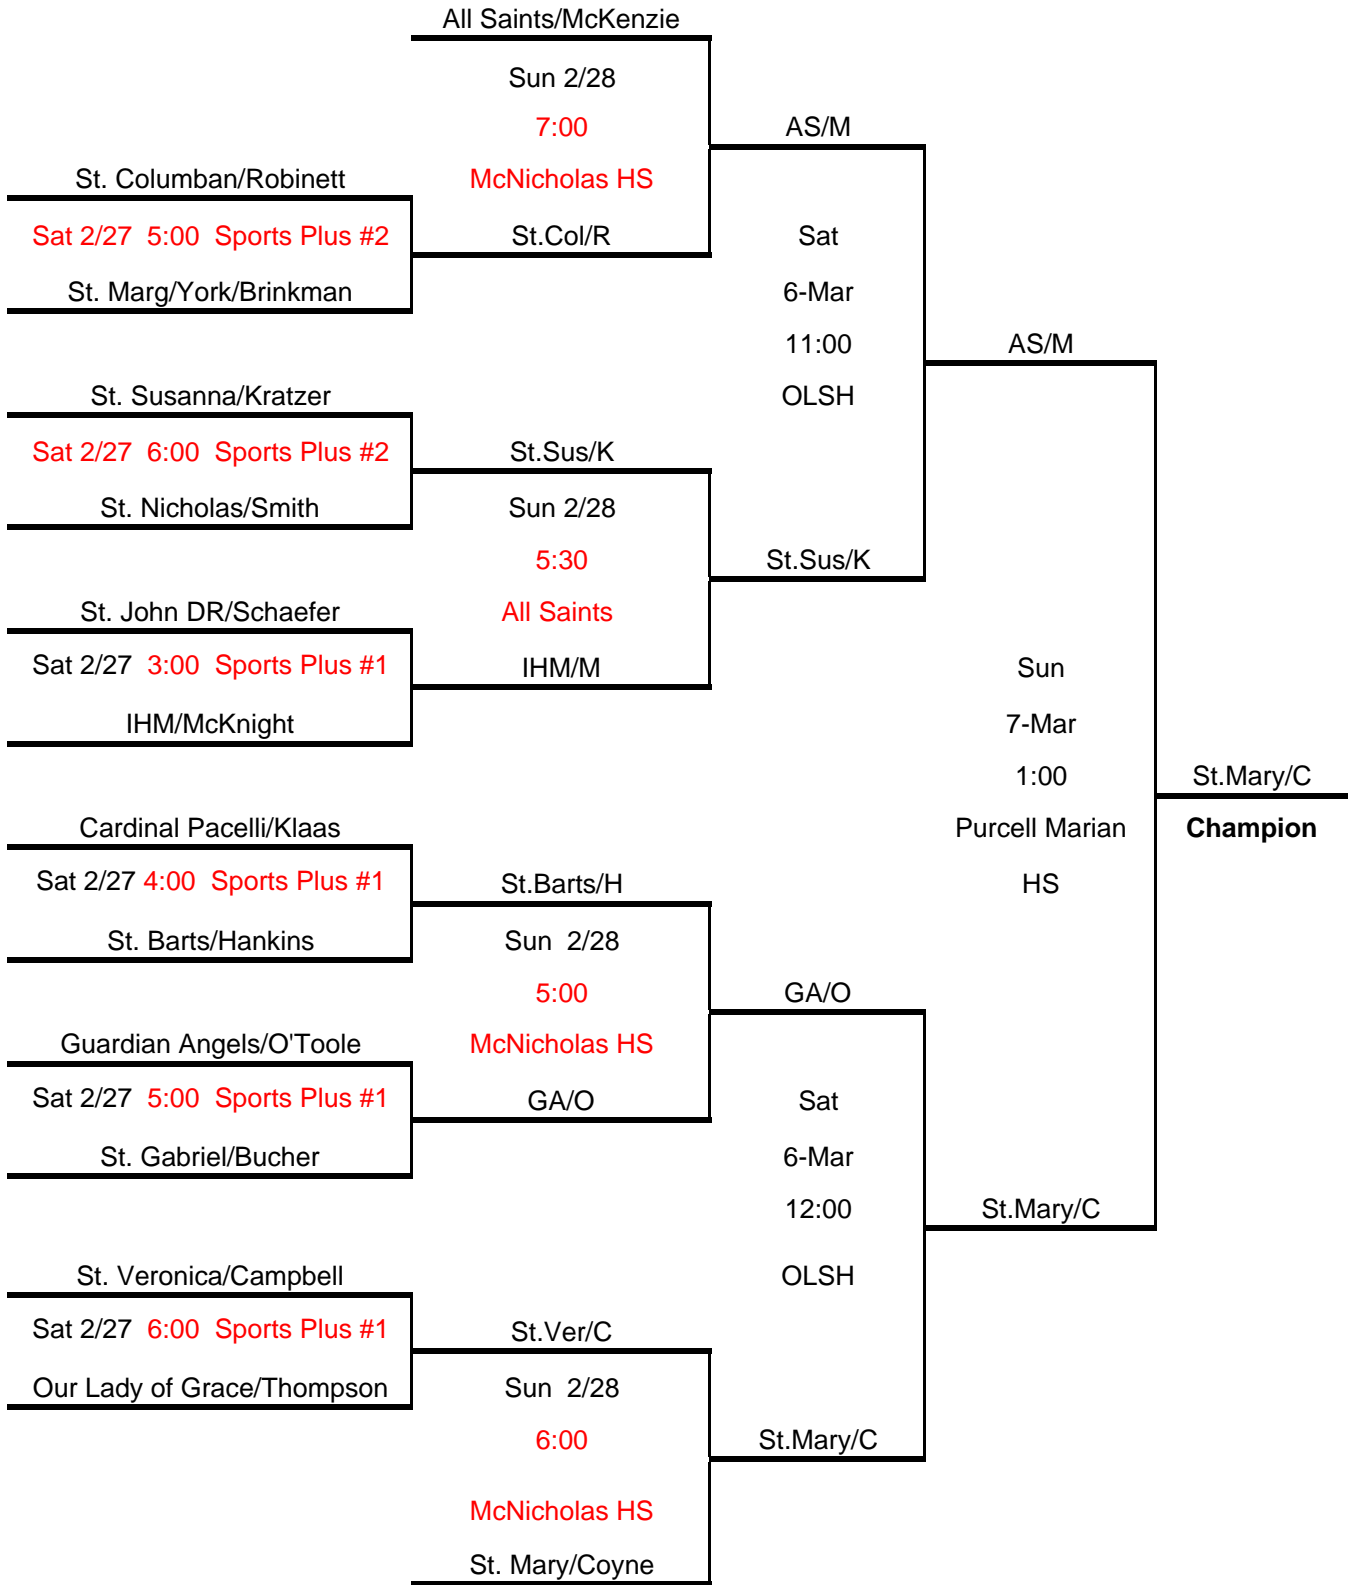 All Saints/McKenzie
Sun 2/28
7:00
AS/M
St. Columban/Robinett
McNicholas HS
Sat 2/27  5:00  Sports Plus #2
St.Col/R
Sat
St. Marg/York/Brinkman
6-Mar
11:00
AS/M
St. Susanna/Kratzer
OLSH
Sat 2/27  6:00  Sports Plus #2
St.Sus/K
St. Nicholas/Smith
Sun 2/28
5:30
St.Sus/K
St. John DR/Schaefer
All Saints
Sat 2/27  3:00  Sports Plus #1
IHM/M
Sun
IHM/McKnight
7-Mar
1:00
St.Mary/C
Cardinal Pacelli/Klaas
Purcell Marian
Champion
Sat 2/27 4:00  Sports Plus #1
St.Barts/H
HS
St. Barts/Hankins
Sun  2/28
5:00
GA/O
Guardian Angels/O'Toole
McNicholas HS
Sat 2/27  5:00  Sports Plus #1
GA/O
Sat
St. Gabriel/Bucher
6-Mar
12:00
St.Mary/C
St. Veronica/Campbell
OLSH
Sat 2/27  6:00  Sports Plus #1
St.Ver/C
Our Lady of Grace/Thompson
Sun  2/28
6:00
St.Mary/C
McNicholas HS
St. Mary/Coyne